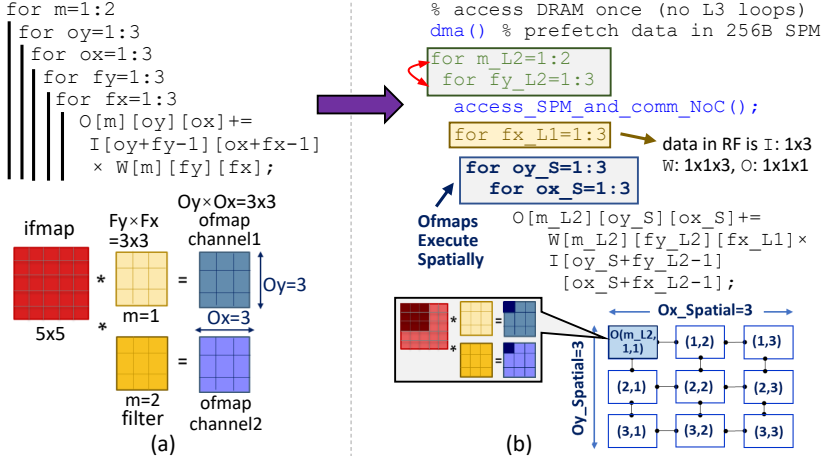 for m=1:2
for oy=1:3
for ox=1:3
for fy=1:3
for fx=1:3
O[m][oy][ox]+=
I[oy+fy-1][ox+fx-1]
× W[m][fy][fx];
ifmap
5x5
*
*
Fy×Fx
=3x3
m=1
m=2
filter
=
=
Oy×Ox=3x3
ofmap
channel1
Oy=3
Ox=3
ofmap
channel2
(a)
% access DRAM once (no L3 loops)
dma() % prefetch data in 256B SPM
for m_L2=1:2
for fy_L2=1:3
access_SPM_and_comm_NoC();
for fx_L1=1:3
data in RF is I: 1x3
W: 1x1x3, O: 1x1x1
for oy_S=1:3
for ox_S=1:3
Ofmaps
Execute
Spatially
O[m_L2][oy_S][ox_S]+=
W[m_L2][fy_L2][fx_L1]×
I[oy_S+fy_L2-1]
[ox_S+fx_L2-1];
*
=
*
=
Ox_Spatial=3
Oy_Spatial=3
O(m_L2,
1,1)
(1,2)
(1,3)
(2,1)
(2,2)
(2,3)
(3,1)
(3,2)
(3,3)
(b)